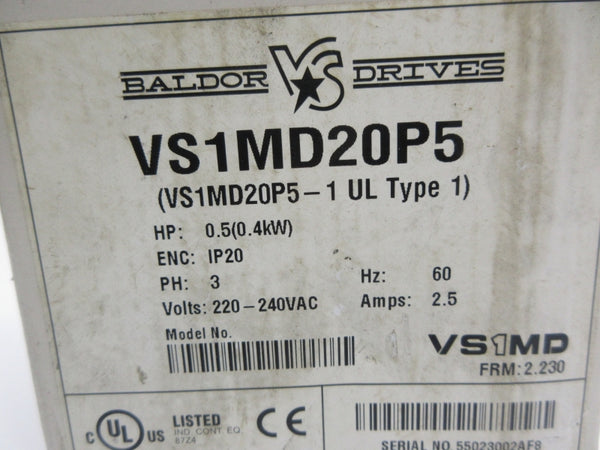 BALDOR VS DRIVES
VS1MD20P5
(VS1MD20P5-1 UL Type 1)
HP: 0.5(0.4kW)
ENC: IP20
PH: 3 Hz: 60
Volts: 220-240VAC Amps: 2.5
Model No.
VS1MD
FRM: 2.230
C UL US LISTED CE
IND CONT EQ
87Z4
SERIAL NO 55023002AF8